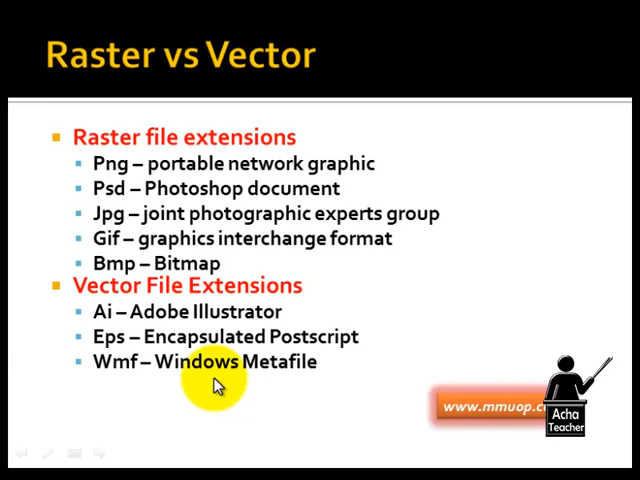 Raster vs Vector
Raster file extensions
Png – portable network graphic
Psd – Photoshop document
Jpg – joint photographic experts group
Gif – graphics interchange format
Bmp – Bitmap
Vector File Extensions
Ai – Adobe Illustrator
Eps – Encapsulated Postscript
Wmf – Windows Metafile
Acha
Teacher